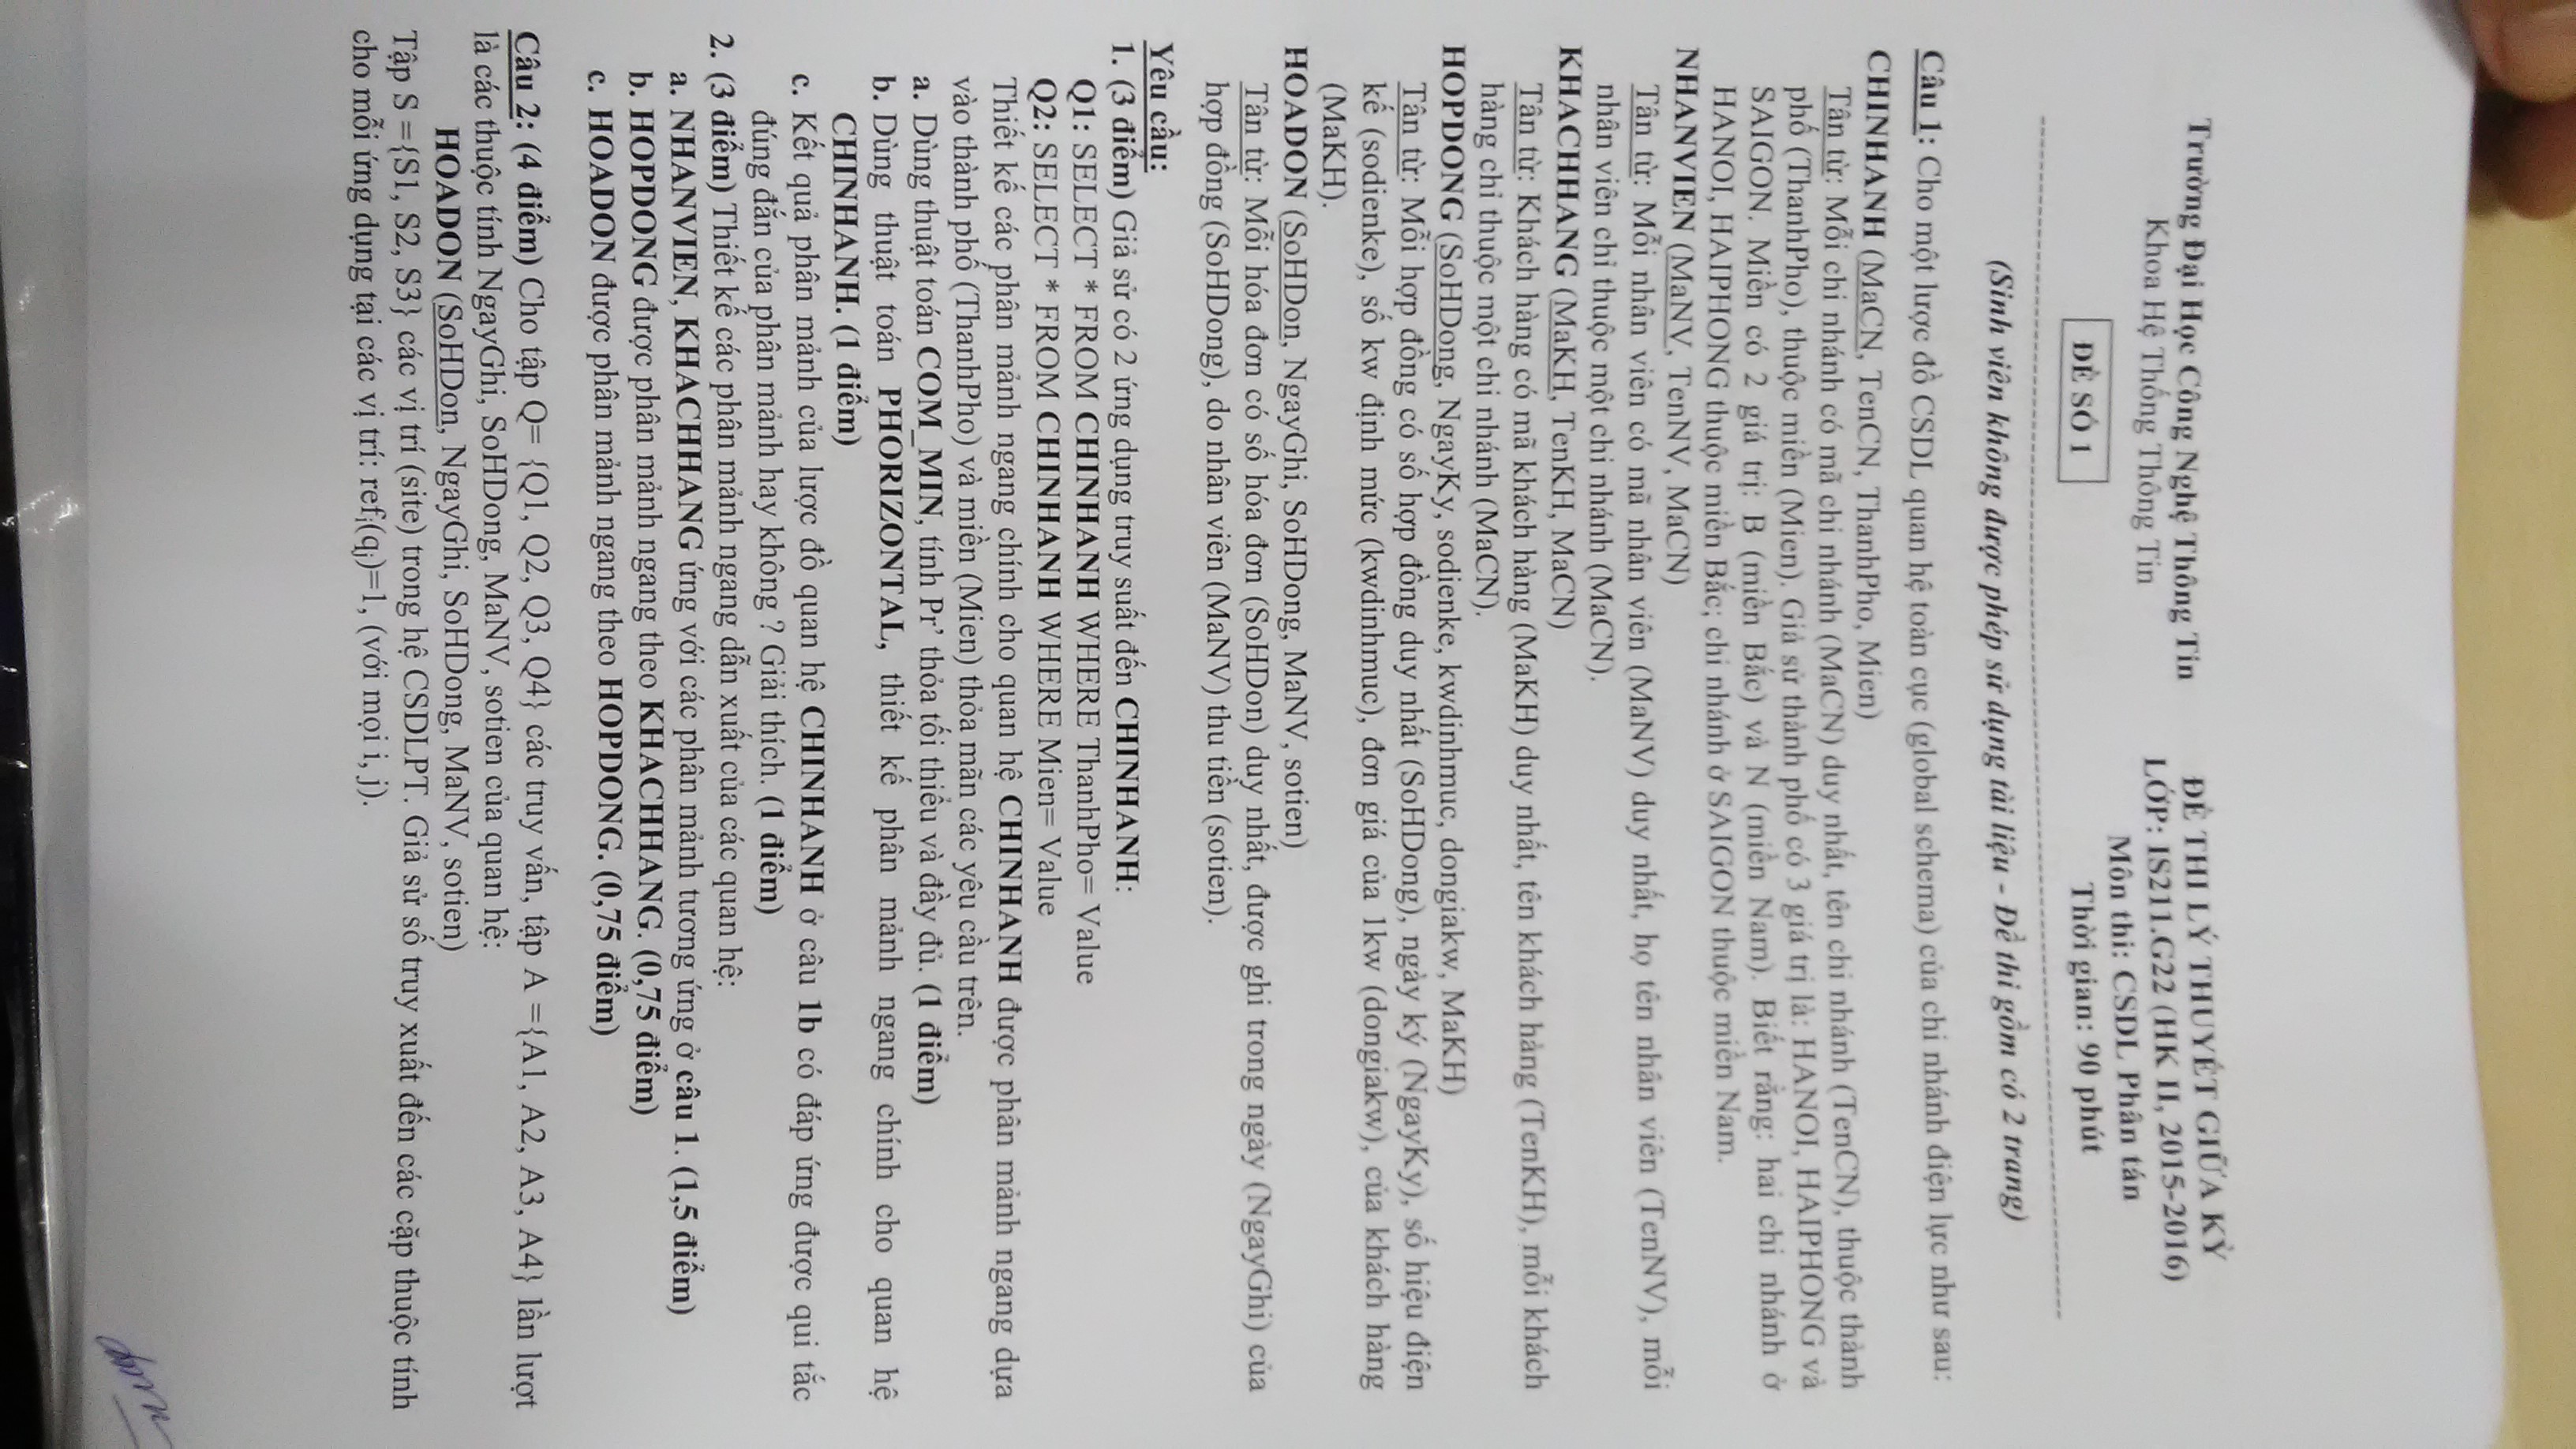 Trường Đại Học Công Nghệ Thông Tin
Khoa Hệ Thống Thông Tin
ĐỀ SỐ 1
ĐỀ THI LÝ THUYẾT GIỮA KỲ
LỚP: IS211.G22 (HK II, 2015-2016)
Môn thi: CSDL Phân tán
Thời gian: 90 phút
(Sinh viên không được phép sử dụng tài liệu - Đề thi gồm có 2 trang)
Câu 1: Cho một lược đồ CSDL quan hệ toàn cục (global schema) của chi nhánh điện lực như sau:
CHINHANH (MaCN, TenCN, ThanhPho, Mien)
Tân từ: Mỗi chi nhánh có mã chi nhánh (MaCN) duy nhất, tên chi nhánh (TenCN), thuộc thành
phố (ThanhPho), thuộc miền (Mien). Giả sử thành phố có 3 giá trị là: HANOI, HAIPHONG và
SAIGON. Miền có 2 giá trị: B (miền Bắc) và N (miền Nam). Biết rằng: hai chi nhánh ở
HANOI, HAIPHONG thuộc miền Bắc; chi nhánh ở SAIGON thuộc miền Nam.
NHANVIEN (MaNV, TenNV, MaCN)
Tân từ: Mỗi nhân viên có mã nhân viên (MaNV) duy nhất, họ tên nhân viên (TenNV), mỗi
nhân viên chỉ thuộc một chi nhánh (MaCN).
KHACHHANG (MaKH, TenKH, MaCN)
Tân từ: Khách hàng có mã khách hàng (MaKH) duy nhất, tên khách hàng (TenKH), mỗi khách
hàng chỉ thuộc một chi nhánh (MaCN).
HOPDONG (SoHDong, NgayKy, sodienke, kwdinhmuc, dongiakw, MaKH)
Tân từ: Mỗi hợp đồng có số hợp đồng duy nhất (SoHDong), ngày ký (NgayKy), số hiệu điện
kế (sodienke), số kw định mức (kwdinhmuc), đơn giá của 1kw (dongiakw), của khách hàng
(MaKH).
HOADON (SoHDon, NgayGhi, SoHDong, MaNV, sotien)
Tân từ: Mỗi hóa đơn có số hóa đơn (SoHDon) duy nhất, được ghi trong ngày (NgayGhi) của
hợp đồng (SoHDong), do nhân viên (MaNV) thu tiền (sotien).
Yêu cầu:
1. (3 điểm) Giả sử có 2 ứng dụng truy suất đến CHINHANH:
Q1: SELECT * FROM CHINHANH WHERE ThanhPho= Value
Q2: SELECT * FROM CHINHANH WHERE Mien= Value
Thiết kế các phân mảnh ngang chính cho quan hệ CHINHANH được phân mảnh ngang dựa
vào thành phố (ThanhPho) và miền (Mien) thỏa mãn các yêu cầu trên.
a. Dùng thuật toán COM_MIN, tính Pr’ thỏa tối thiểu và đầy đủ. (1 điểm)
b. Dùng thuật toán PHORIZONTAL, thiết kế phân mảnh ngang chính cho quan hệ
CHINHANH. (1 điểm)
c. Kết quả phân mảnh của lược đồ quan hệ CHINHANH ở câu 1b có đáp ứng được qui tắc
đúng đắn của phân mảnh hay không ? Giải thích. (1 điểm)
2. (3 điểm) Thiết kế các phân mảnh ngang dẫn xuất của các quan hệ:
a. NHANVIEN, KHACHHANG ứng với các phân mảnh tương ứng ở câu 1. (1,5 điểm)
b. HOPDONG được phân mảnh ngang theo KHACHHANG. (0,75 điểm)
c. HOADON được phân mảnh ngang theo HOPDONG. (0,75 điểm)
Câu 2: (4 điểm) Cho tập Q= {Q1, Q2, Q3, Q4} các truy vấn, tập A ={A1, A2, A3, A4} lần lượt
là các thuộc tính NgayGhi, SoHDong, MaNV, sotien của quan hệ:
HOADON (SoHDon, NgayGhi, SoHDong, MaNV, sotien)
Tập S ={S1, S2, S3} các vị trí (site) trong hệ CSDLPT. Giả sử số truy xuất đến các cặp thuộc tính
cho mỗi ứng dụng tại các vị trí: refi(qj)=1, (với mọi i, j).